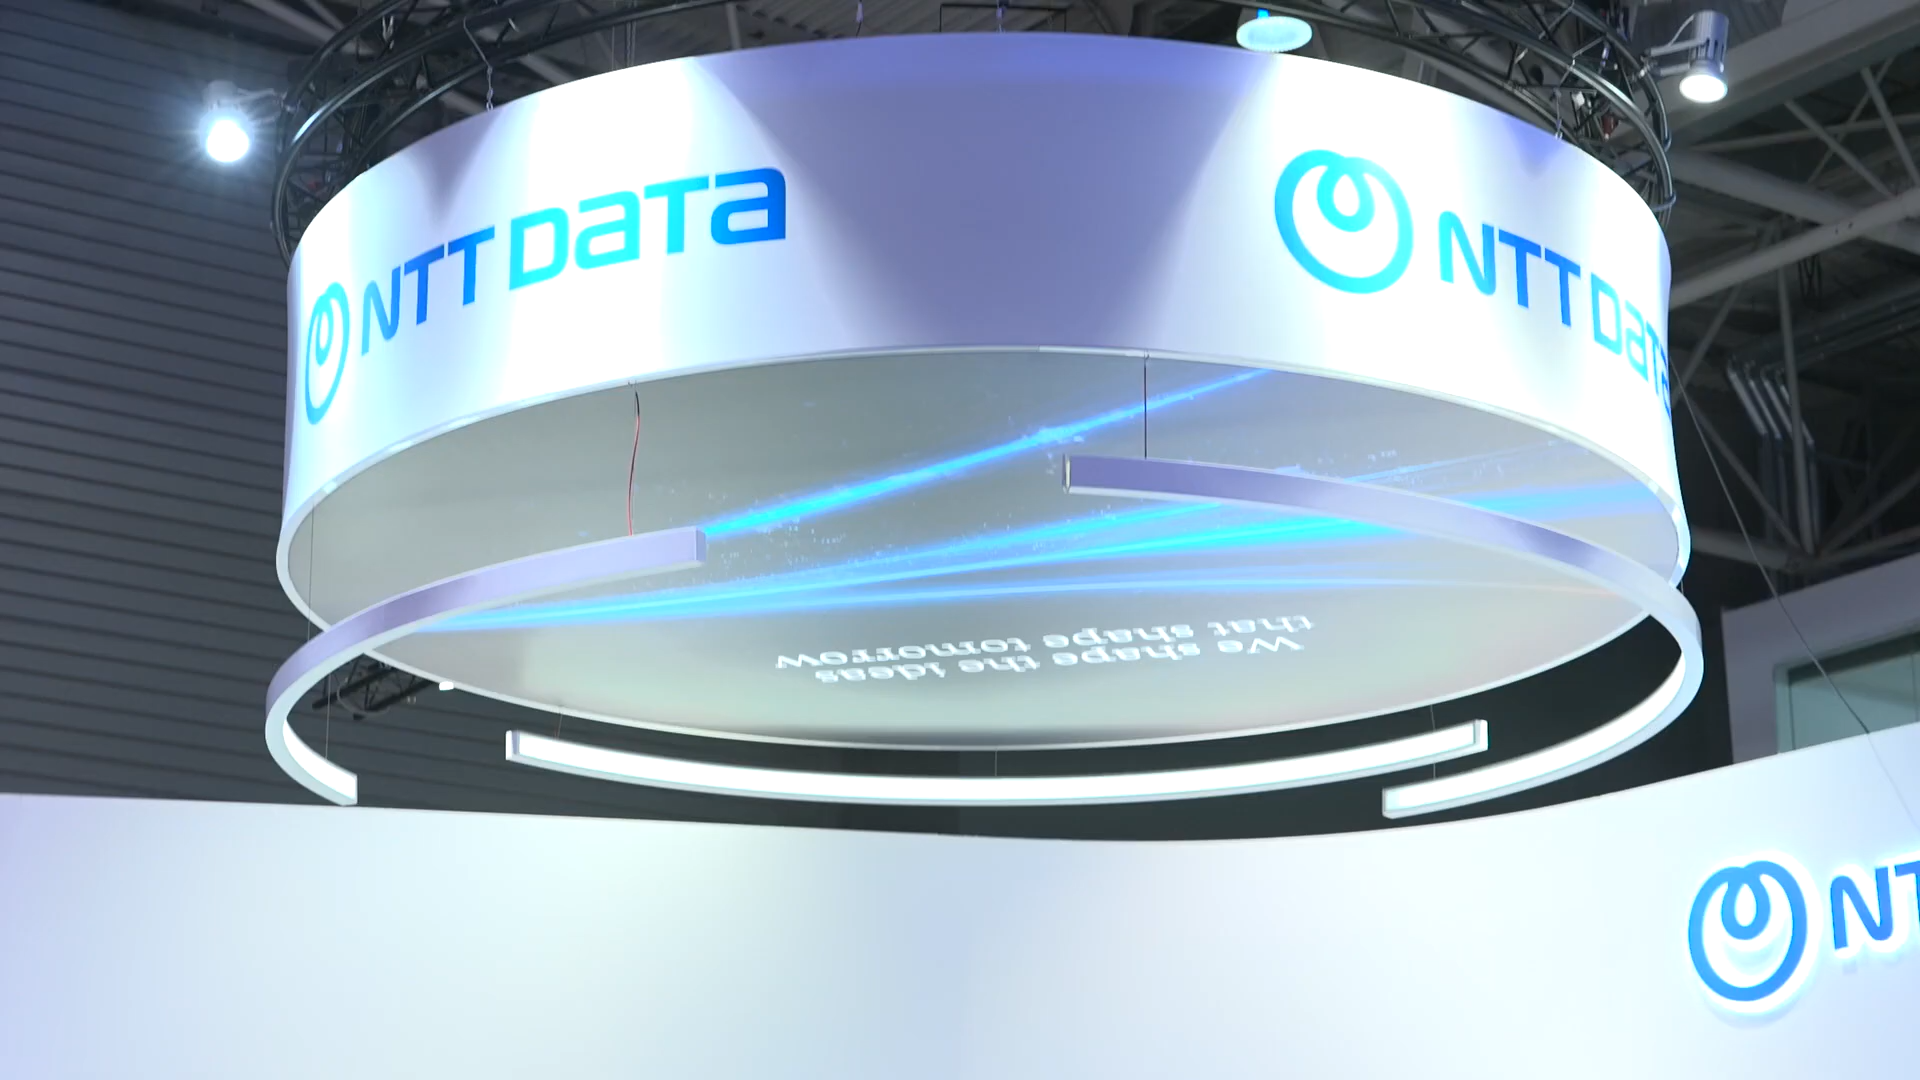 NTT DATA
NTT DATA
We shape the ideas
that shape tomorrow
NT